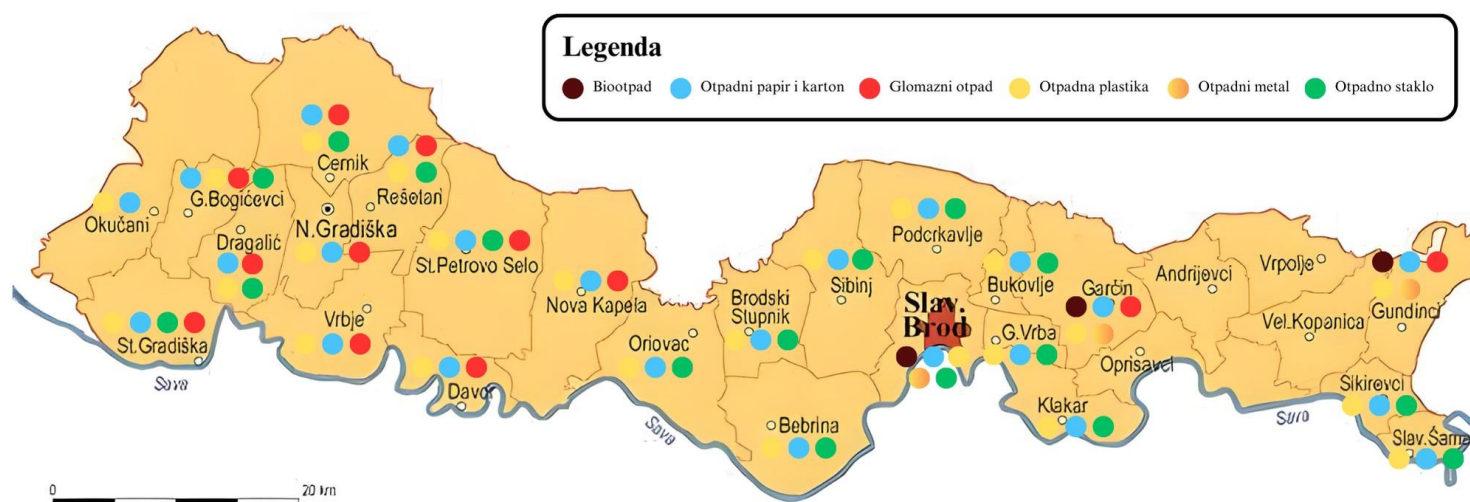 Legenda
Biootpad
Otpadni papir i karton
Glomazni otpad
Otpadna plastika
Otpadni metal
Otpadno staklo
Cernik
Rešetari
G.Bogićevci
Okučani
N.Gradiška
Dragalić
St.Petrovo Selo
Podcrkavlje
Sibinj
Bukovlje
Garčin
Andrijevci
Vrpolje
Nova Kapela
Brodski
Stupnik
Slav.
Brod
Gundinci
Vrbje
St.Gradiška
Oriovac
G.Vrba
Vel.Kopanica
Oprisavci
Sava
Davor
Sikirevci
Klakar
Sava
Bebrina
Sava
Slav.Šamac
0
20 km